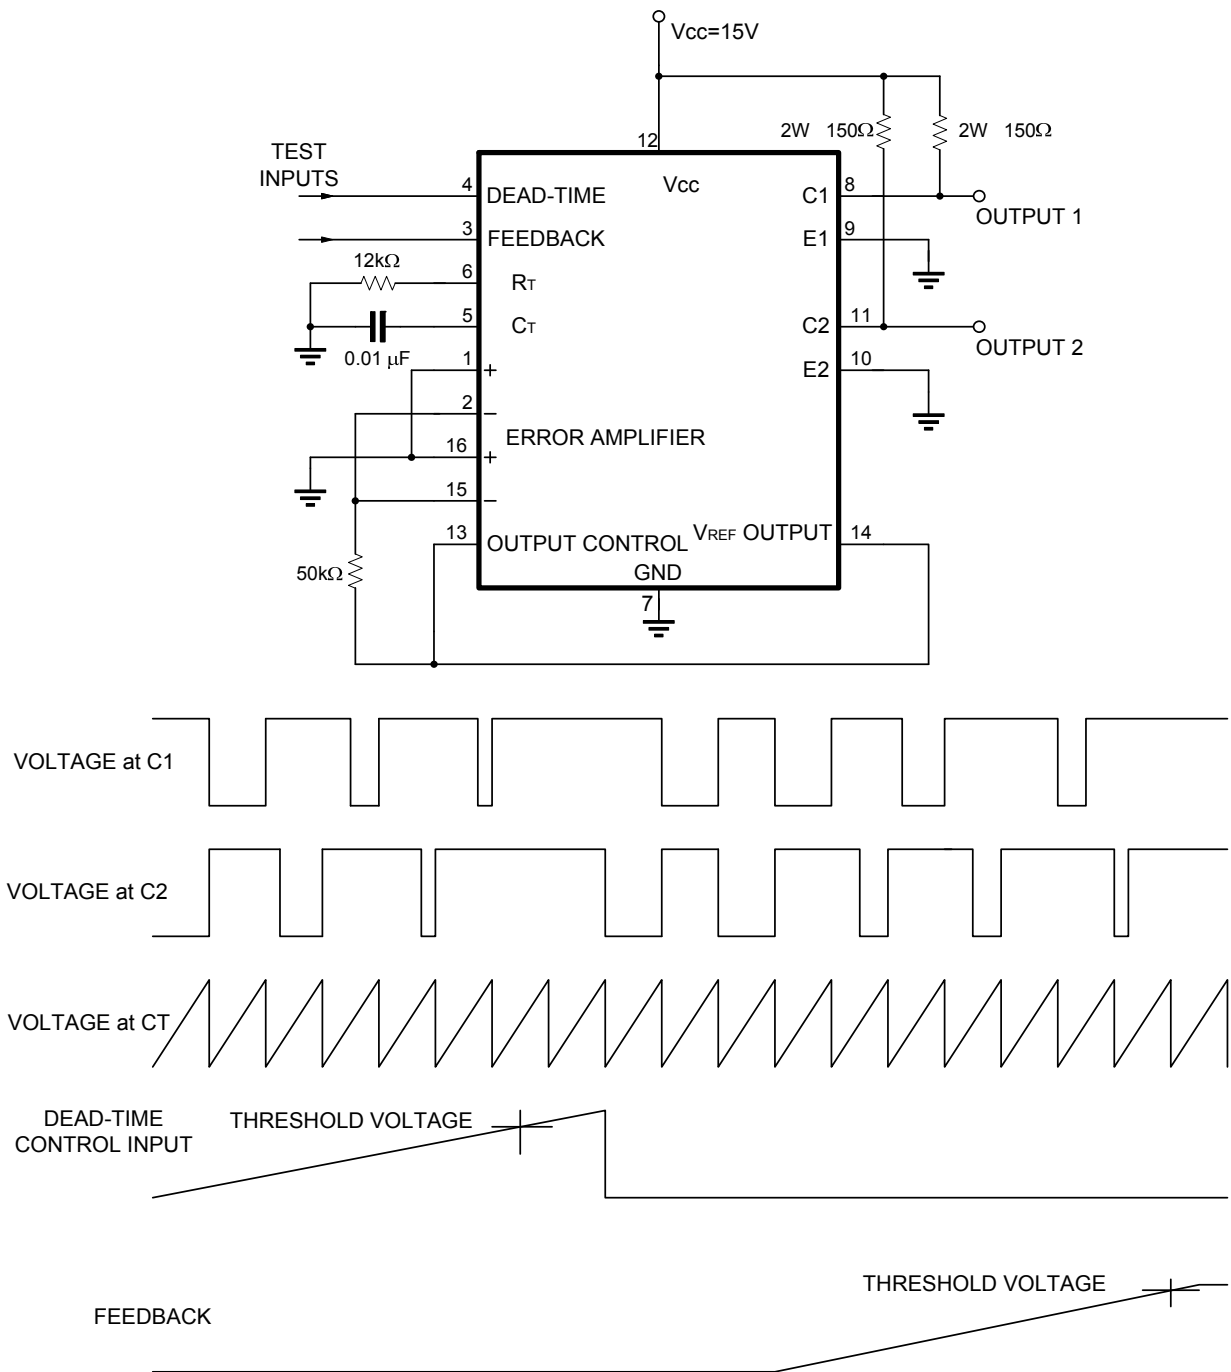 Vcc=15V
2W 150Ω
2W 150Ω
12
TEST
INPUTS
Vcc
4
DEAD-TIME
C1
8
OUTPUT 1
3
FEEDBACK
E1
9
12kΩ
6
RT
5
CT
C2
11
OUTPUT 2
0.01 μF
1
+
E2
10
2
−
ERROR AMPLIFIER
16
+
15
−
13
OUTPUT CONTROL
VREF OUTPUT
14
50kΩ
GND
7
VOLTAGE at C1
VOLTAGE at C2
VOLTAGE at CT
DEAD-TIME
CONTROL INPUT
THRESHOLD VOLTAGE
THRESHOLD VOLTAGE
FEEDBACK